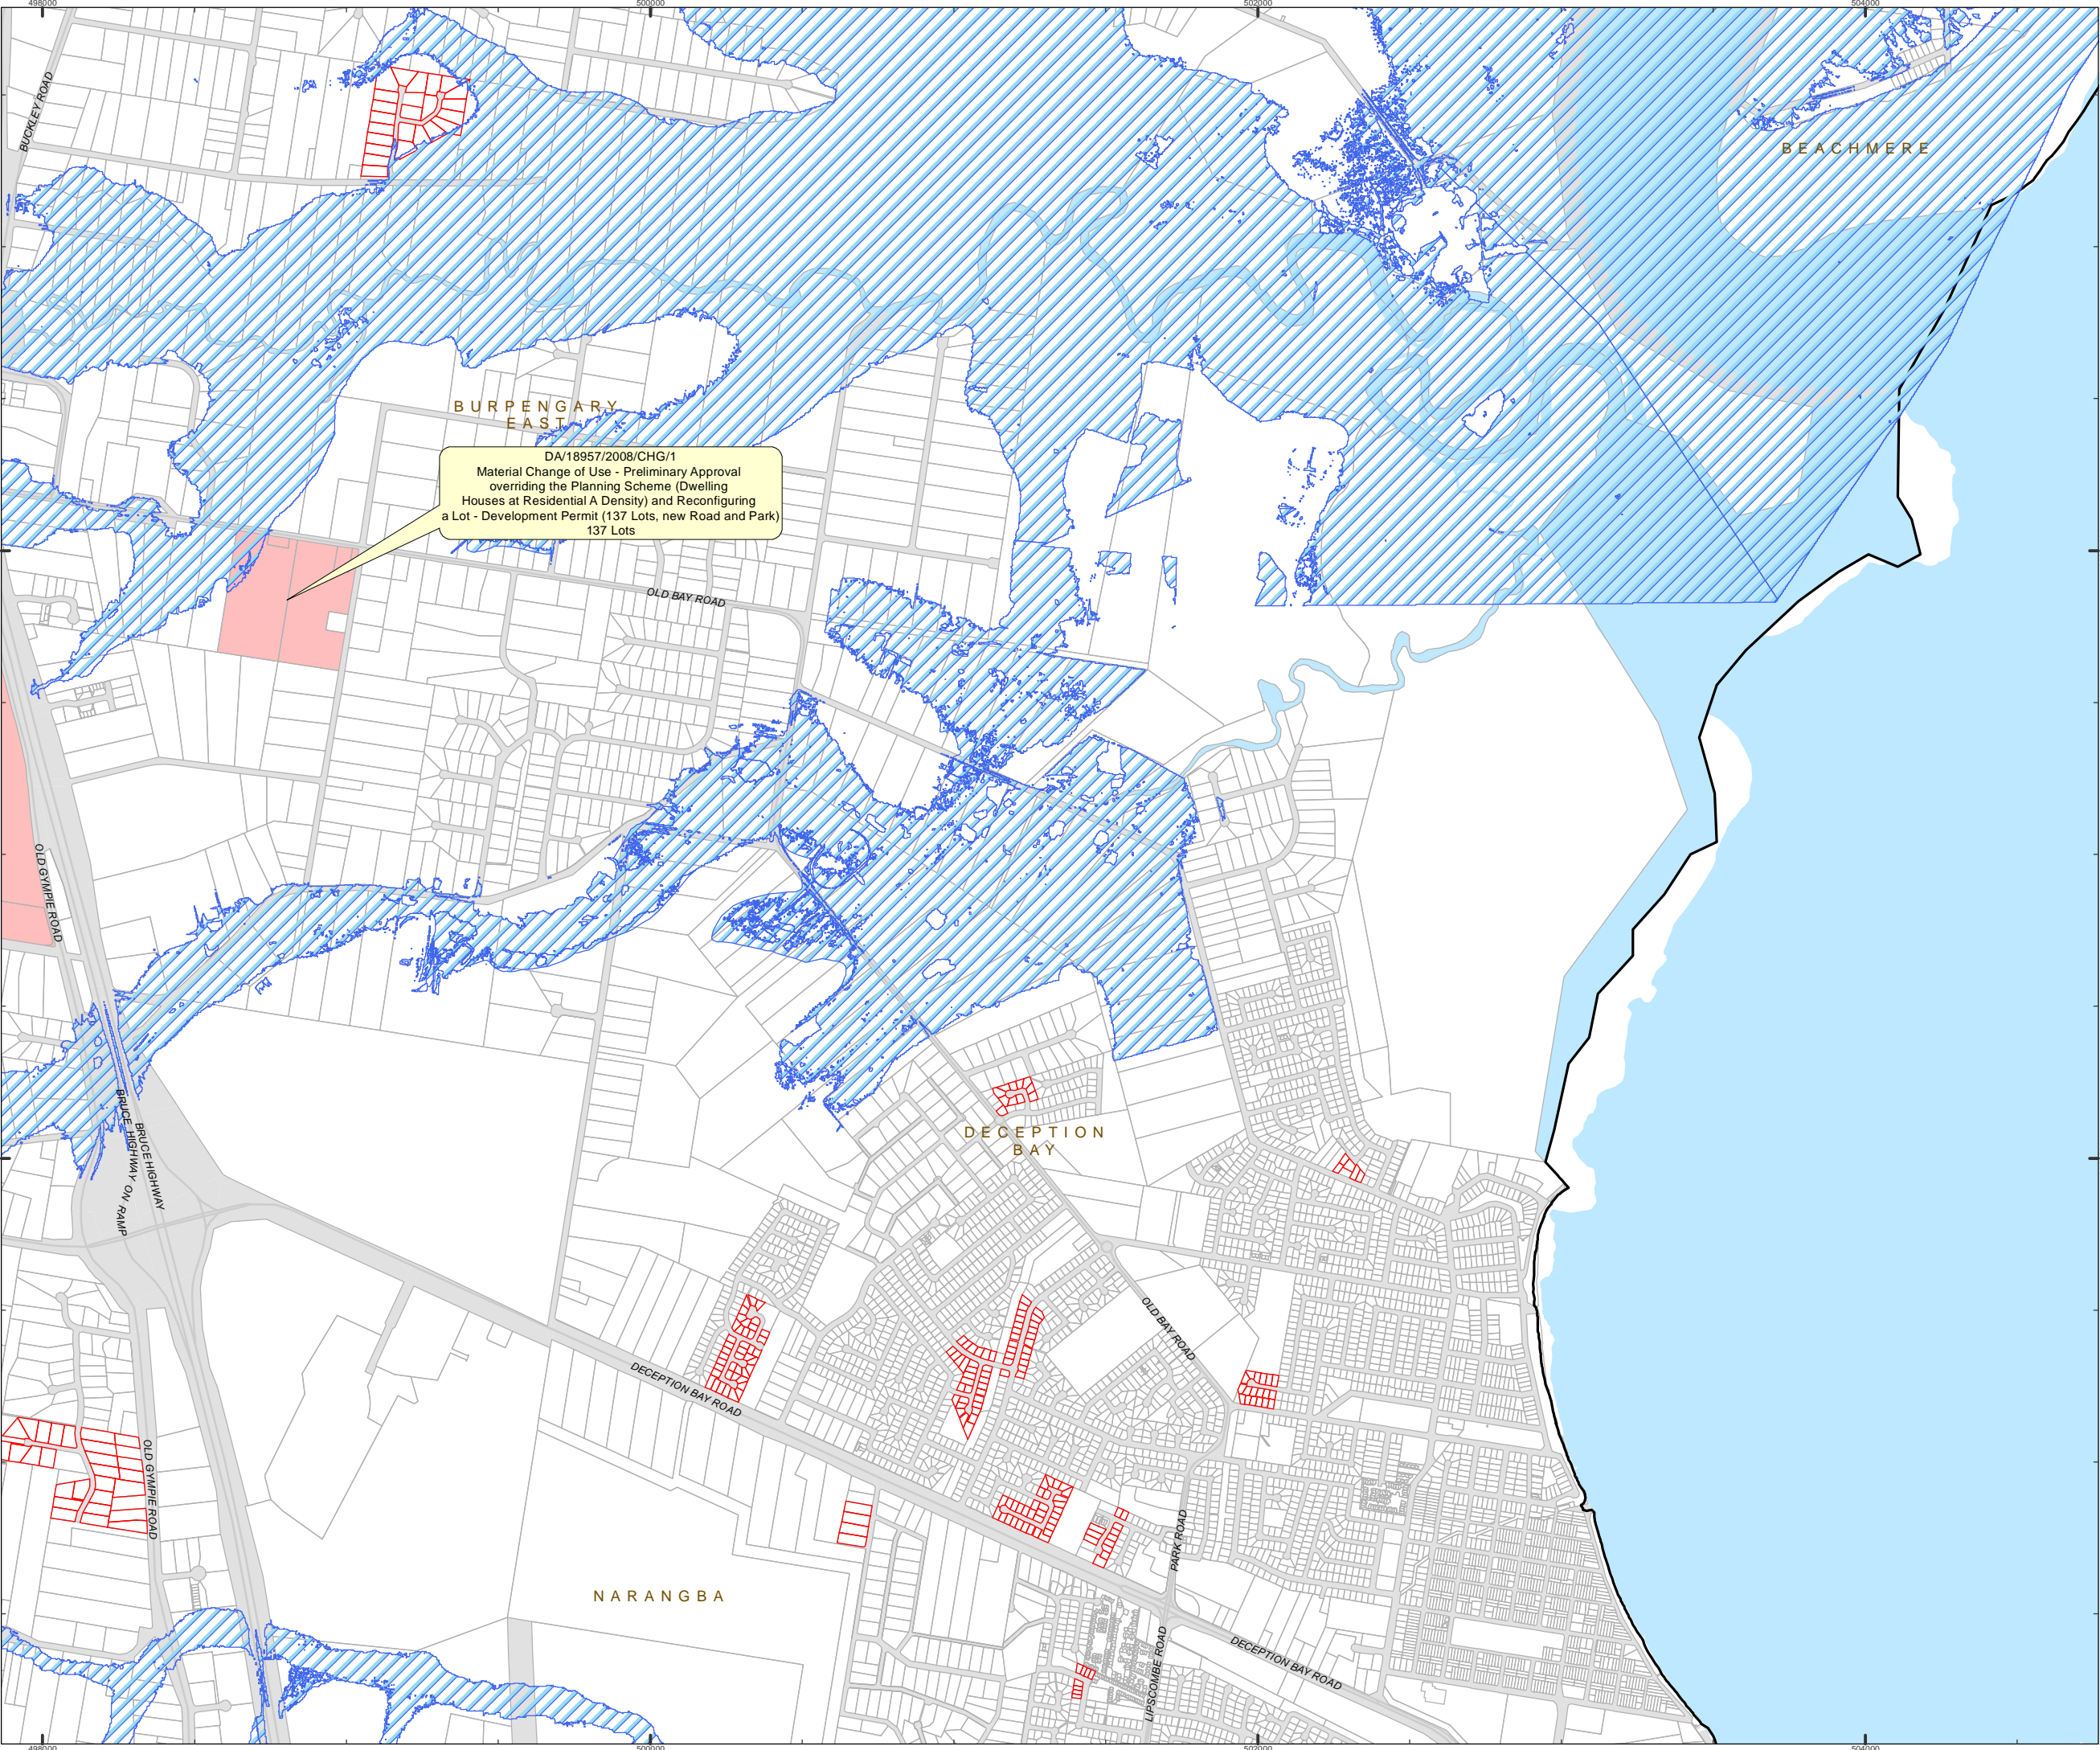 498000
500000
502000
504000
BUCKLEY ROAD
BEACHMERE
BURPENGARY
EAST
DA/18957/2008/CHG/1
Material Change of Use - Preliminary Approval
overriding the Planning Scheme (Dwelling
Houses at Residential A Density) and Reconfiguring
a Lot - Development Permit (137 Lots, new Road and Park)
137 Lots
OLD BAY ROAD
OLD GYMPIE ROAD
BRUCE HIGHWAY ON RAMP
BRUCE HIGHWAY
DECEPTION
BAY
OLD BAY ROAD
DECEPTION BAY ROAD
OLD GYMPIE ROAD
PARK ROAD
NARANGBA
LIPSCOMBE ROAD
DECEPTION BAY ROAD
498000
500000
502000
504000